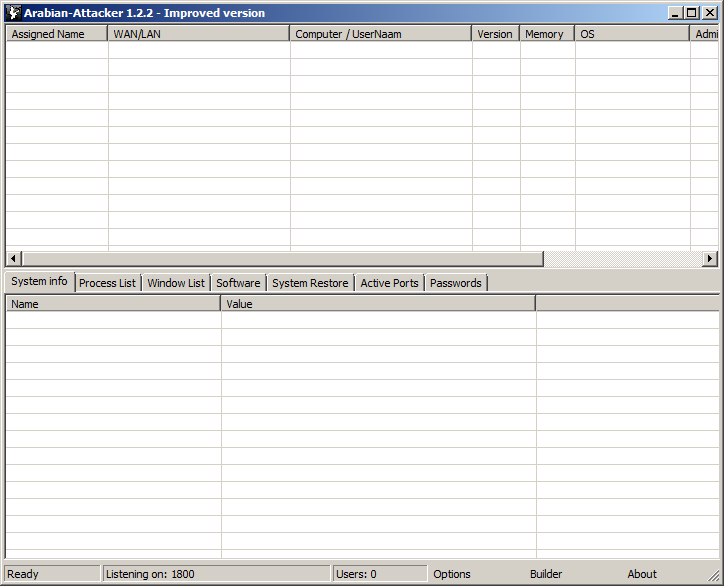 Arabian-Attacker 1.2.2 - Improved version
Assigned Name WAN/LAN Computer / UserNaam Version Memory OS Admi
System info Process List Window List Software System Restore Active Ports Passwords
Name Value
Ready Listening on: 1800 Users: 0 Options Builder About